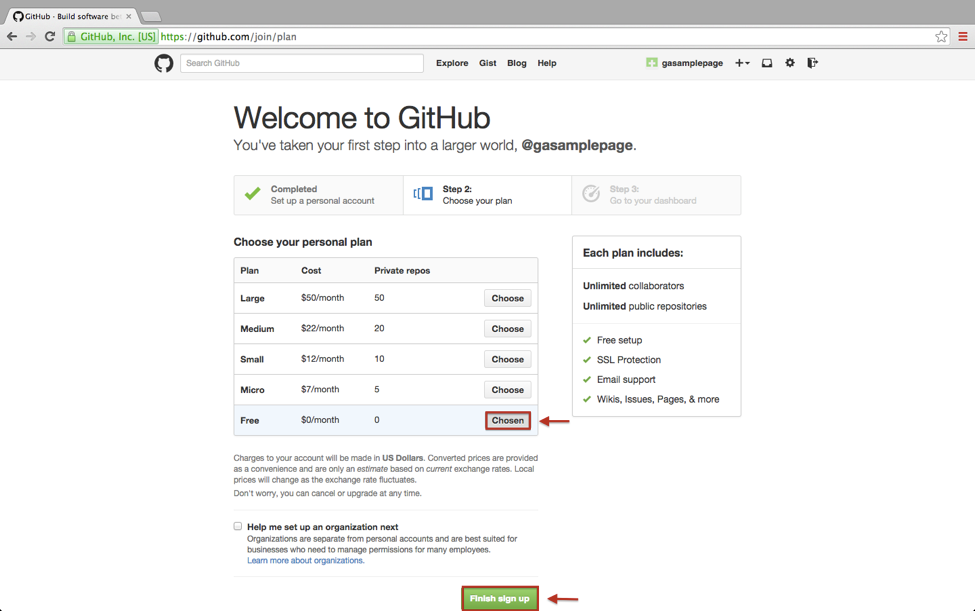 GitHub - Build software be
GitHub, Inc. [US] https://github.com/join/plan
Search GitHub Explore Gist Blog Help gasamplepage
Welcome to GitHub
You've taken your first step into a larger world, @gasamplepage.
Completed
Set up a personal account
Step 2:
Choose your plan
Step 3:
Go to your dashboard
Choose your personal plan
Plan Cost Private repos
Large $50/month 50 Choose
Medium $22/month 20 Choose
Small $12/month 10 Choose
Micro $7/month 5 Choose
Free $0/month 0 Chosen
Each plan includes:
Unlimited collaborators
Unlimited public repositories
Free setup
SSL Protection
Email support
Wikis, Issues, Pages, & more
Charges to your account will be made in US Dollars. Converted prices are provided
as a convenience and are only an estimate based on current exchange rates. Local
prices will change as the exchange rate fluctuates.
Don't worry, you can cancel or upgrade at any time.
Help me set up an organization next
Organizations are separate from personal accounts and are best suited for
businesses who need to manage permissions for many employees.
Learn more about organizations.
Finish sign up